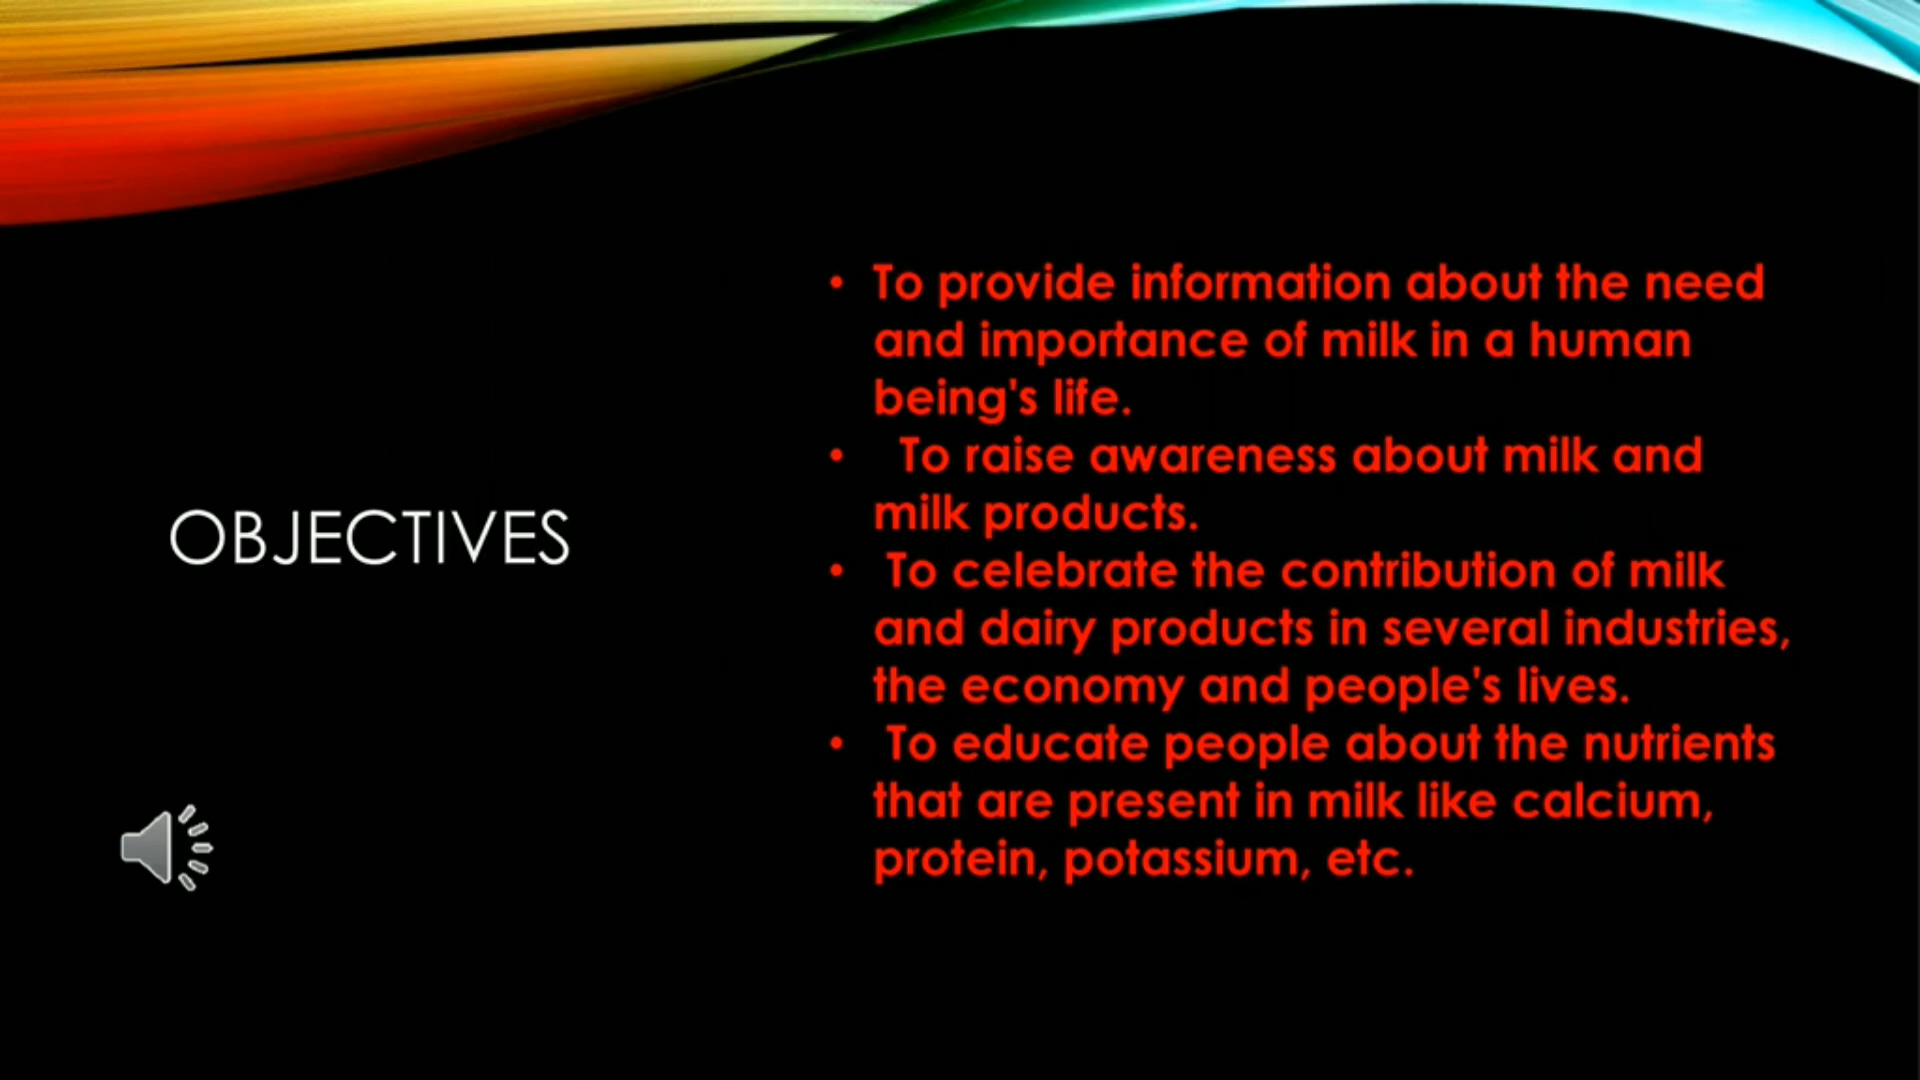 OBJECTIVES
• To provide information about the need
and importance of milk in a human
being's life.
• To raise awareness about milk and
milk products.
• To celebrate the contribution of milk
and dairy products in several industries,
the economy and people's lives.
• To educate people about the nutrients
that are present in milk like calcium,
protein, potassium, etc.